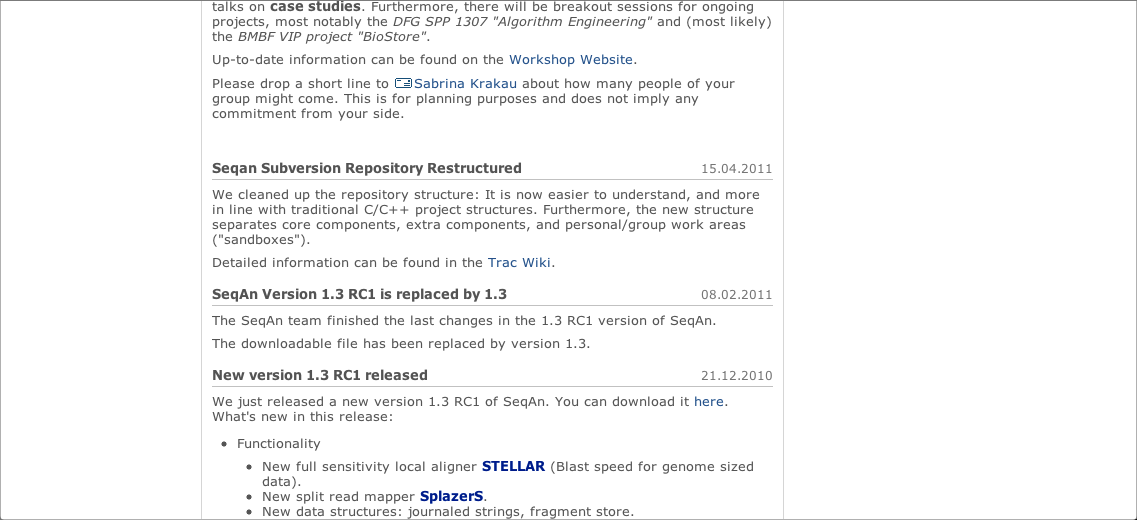 talks on case studies. Furthermore, there will be breakout sessions for ongoing
projects, most notably the DFG SPP 1307 "Algorithm Engineering" and (most likely)
the BMBF VIP project "BioStore".
Up-to-date information can be found on the Workshop Website.
Please drop a short line to Sabrina Krakau about how many people of your
group might come. This is for planning purposes and does not imply any
commitment from your side.
Seqan Subversion Repository Restructured 15.04.2011
We cleaned up the repository structure: It is now easier to understand, and more
in line with traditional C/C++ project structures. Furthermore, the new structure
separates core components, extra components, and personal/group work areas
("sandboxes").
Detailed information can be found in the Trac Wiki.
SeqAn Version 1.3 RC1 is replaced by 1.3 08.02.2011
The SeqAn team finished the last changes in the 1.3 RC1 version of SeqAn.
The downloadable file has been replaced by version 1.3.
New version 1.3 RC1 released 21.12.2010
We just released a new version 1.3 RC1 of SeqAn. You can download it here.
What's new in this release:
• Functionality
• New full sensitivity local aligner STELLAR (Blast speed for genome sized
data).
• New split read mapper SplazerS.
• New data structures: journaled strings, fragment store.